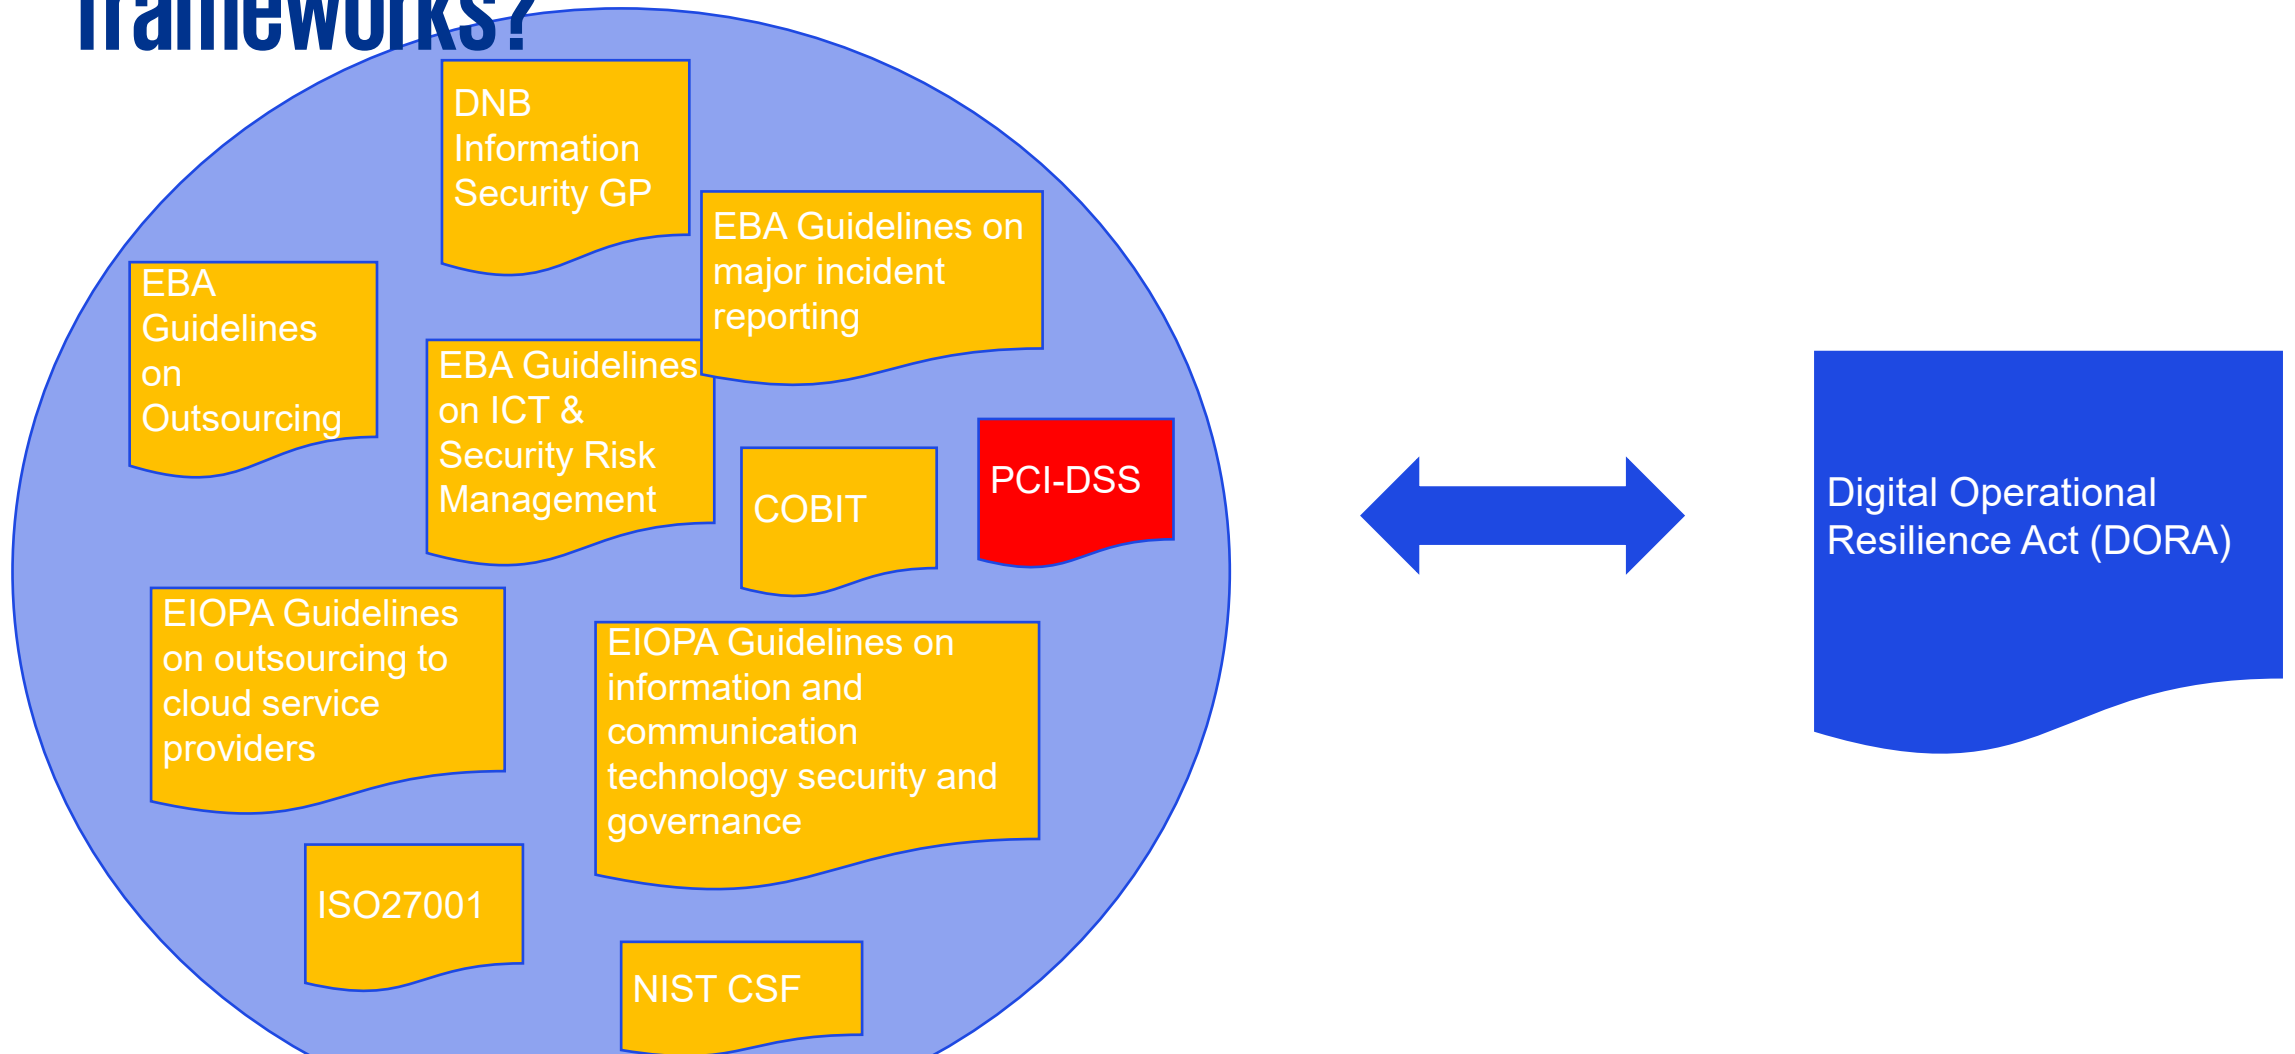 frameworks?
DNB
Information
Security GP
EBA Guidelines on
major incident
reporting
EBA
Guidelines
on
Outsourcing
EBA Guidelines
on ICT &
Security Risk
Management
COBIT
PCI-DSS
Digital Operational
Resilience Act (DORA)
EIOPA Guidelines
on outsourcing to
cloud service
providers
EIOPA Guidelines on
information and
communication
technology security and
governance
ISO27001
NIST CSF